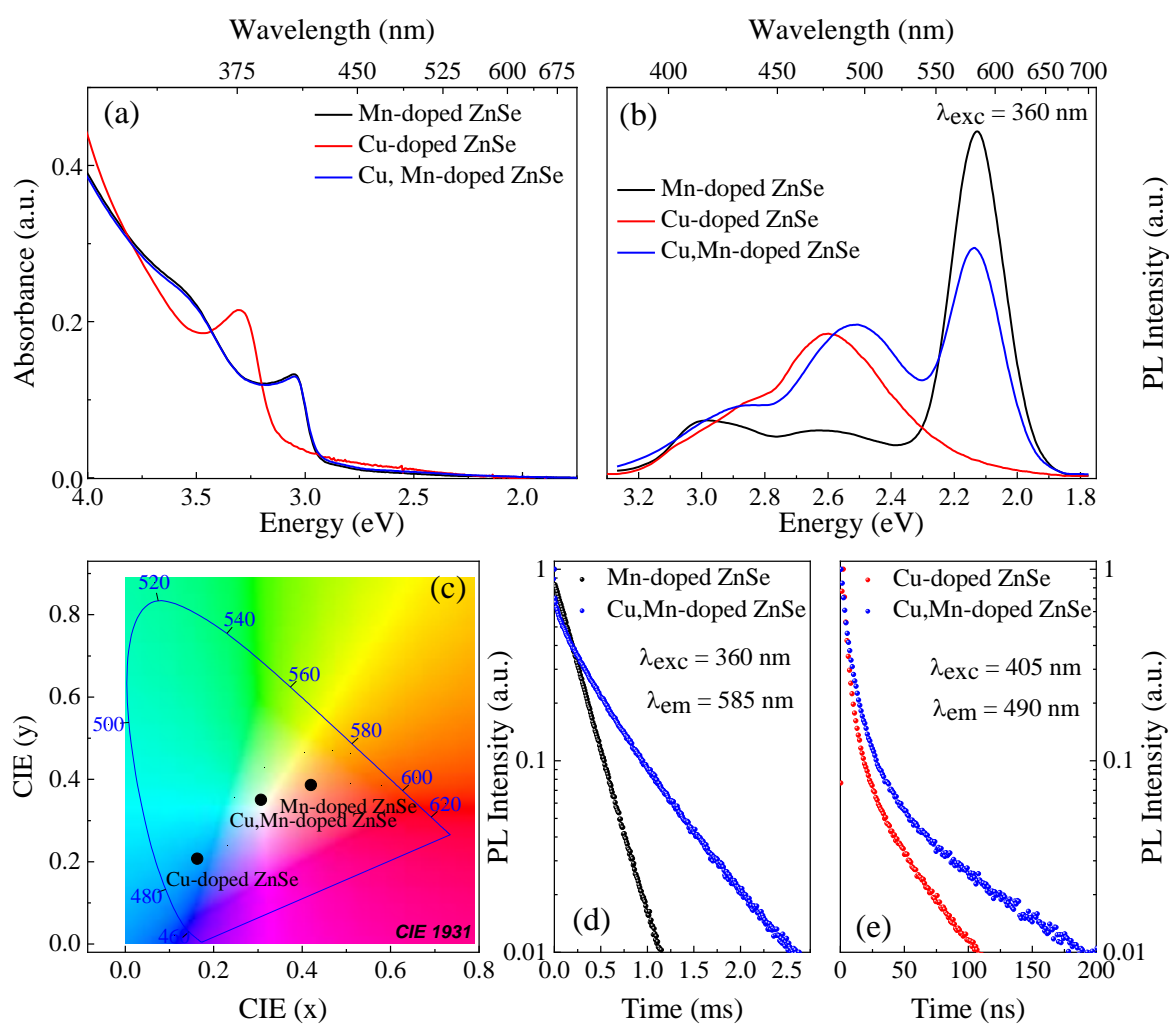 Wavelength (nm)
375 450 525 600 675
(a)
Mn-doped ZnSe
Cu-doped ZnSe
Cu, Mn-doped ZnSe
Absorbance (a.u.)
0.4
0.2
0.0
4.0 3.5 3.0 2.5 2.0
Energy (eV)
Wavelength (nm)
400 450 500 550 600 650 700
(b)
λexc = 360 nm
Mn-doped ZnSe
Cu-doped ZnSe
Cu,Mn-doped ZnSe
PL Intensity (a.u.)
3.2 3.0 2.8 2.6 2.4 2.2 2.0 1.8
Energy (eV)
(c)
520
540
560
580
600
620
500
480
460
Mn-doped ZnSe
Cu,Mn-doped ZnSe
Cu-doped ZnSe
CIE 1931
CIE (y)
0.8
0.6
0.4
0.2
0.0
0.0 0.2 0.4 0.6 0.8
CIE (x)
PL Intensity (a.u.)
1
0.1
0.01
Mn-doped ZnSe
Cu,Mn-doped ZnSe
λexc = 360 nm
λem = 585 nm
(d)
0.0 0.5 1.0 1.5 2.0 2.5
Time (ms)
Cu-doped ZnSe
Cu,Mn-doped ZnSe
λexc = 405 nm
λem = 490 nm
(e)
1
0.1
0.01
PL Intensity (a.u.)
0 50 100 150 200
Time (ns)